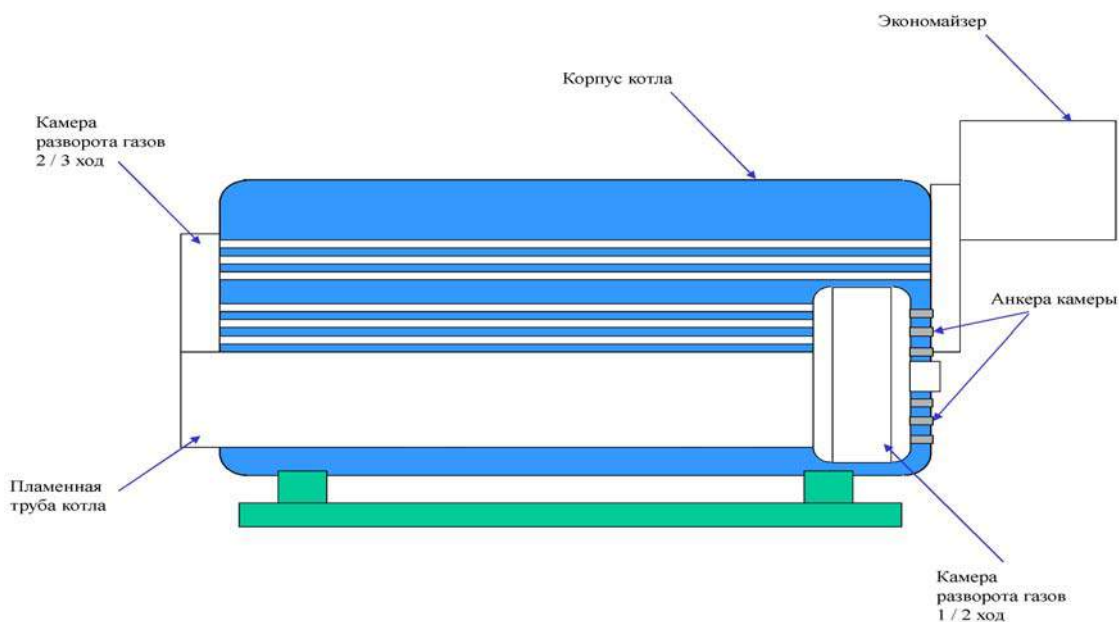 Экономайзер
Корпус котла
Камера
разворота газов
2 / 3 ход
Анкера камеры
Пламенная
труба котла
Камера
разворота газов
1 / 2 ход